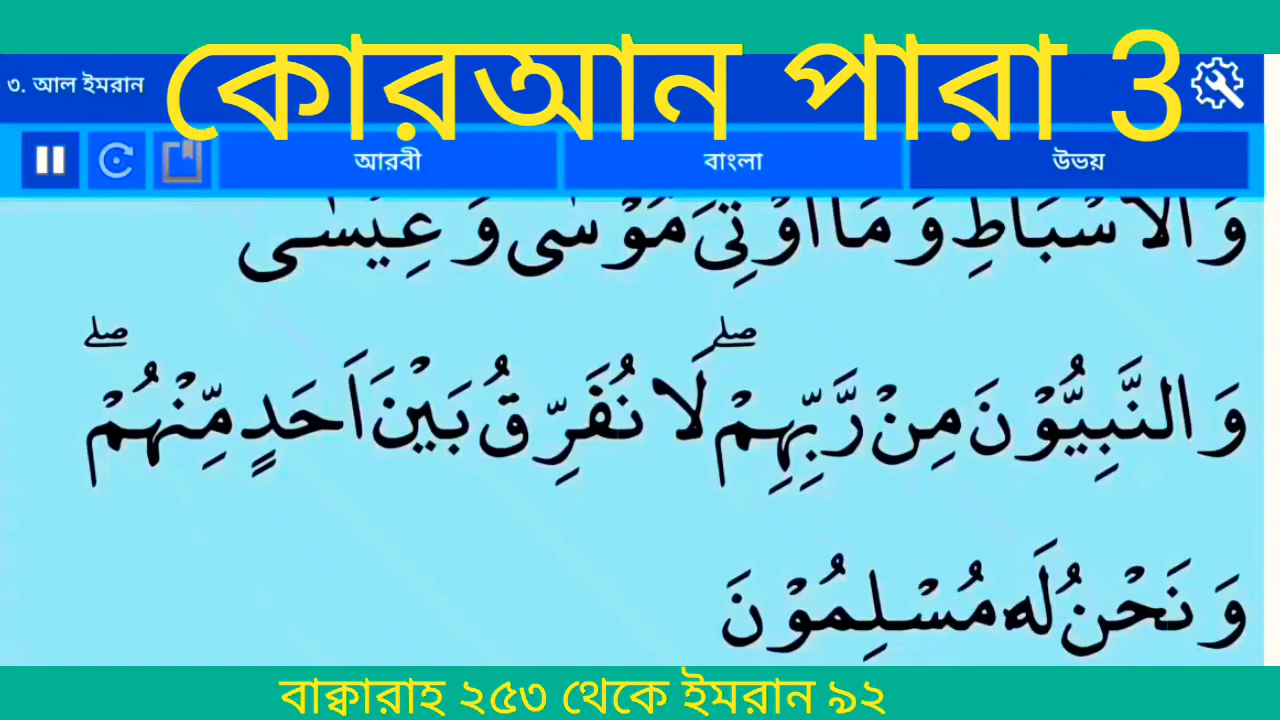 কোরআন পারা 3
৩. আল ইমরান
আরবী বাংলা উভয়
وَالْاَسْبَاطِ وَمَاۤ اُوْتِىَ مُوْسٰى وَعِيْسٰى
وَالنَّبِيُّوْنَ مِنْ رَّبِّهِمْ ۖ لَا نُفَرِّقُ بَيْنَ اَحَدٍ مِّنْهُمْ ۖ
وَنَحْنُ لَه مُسْلِمُوْنَ
বাক্বারাহ ২৫৩ থেকে ইমরান ৯২